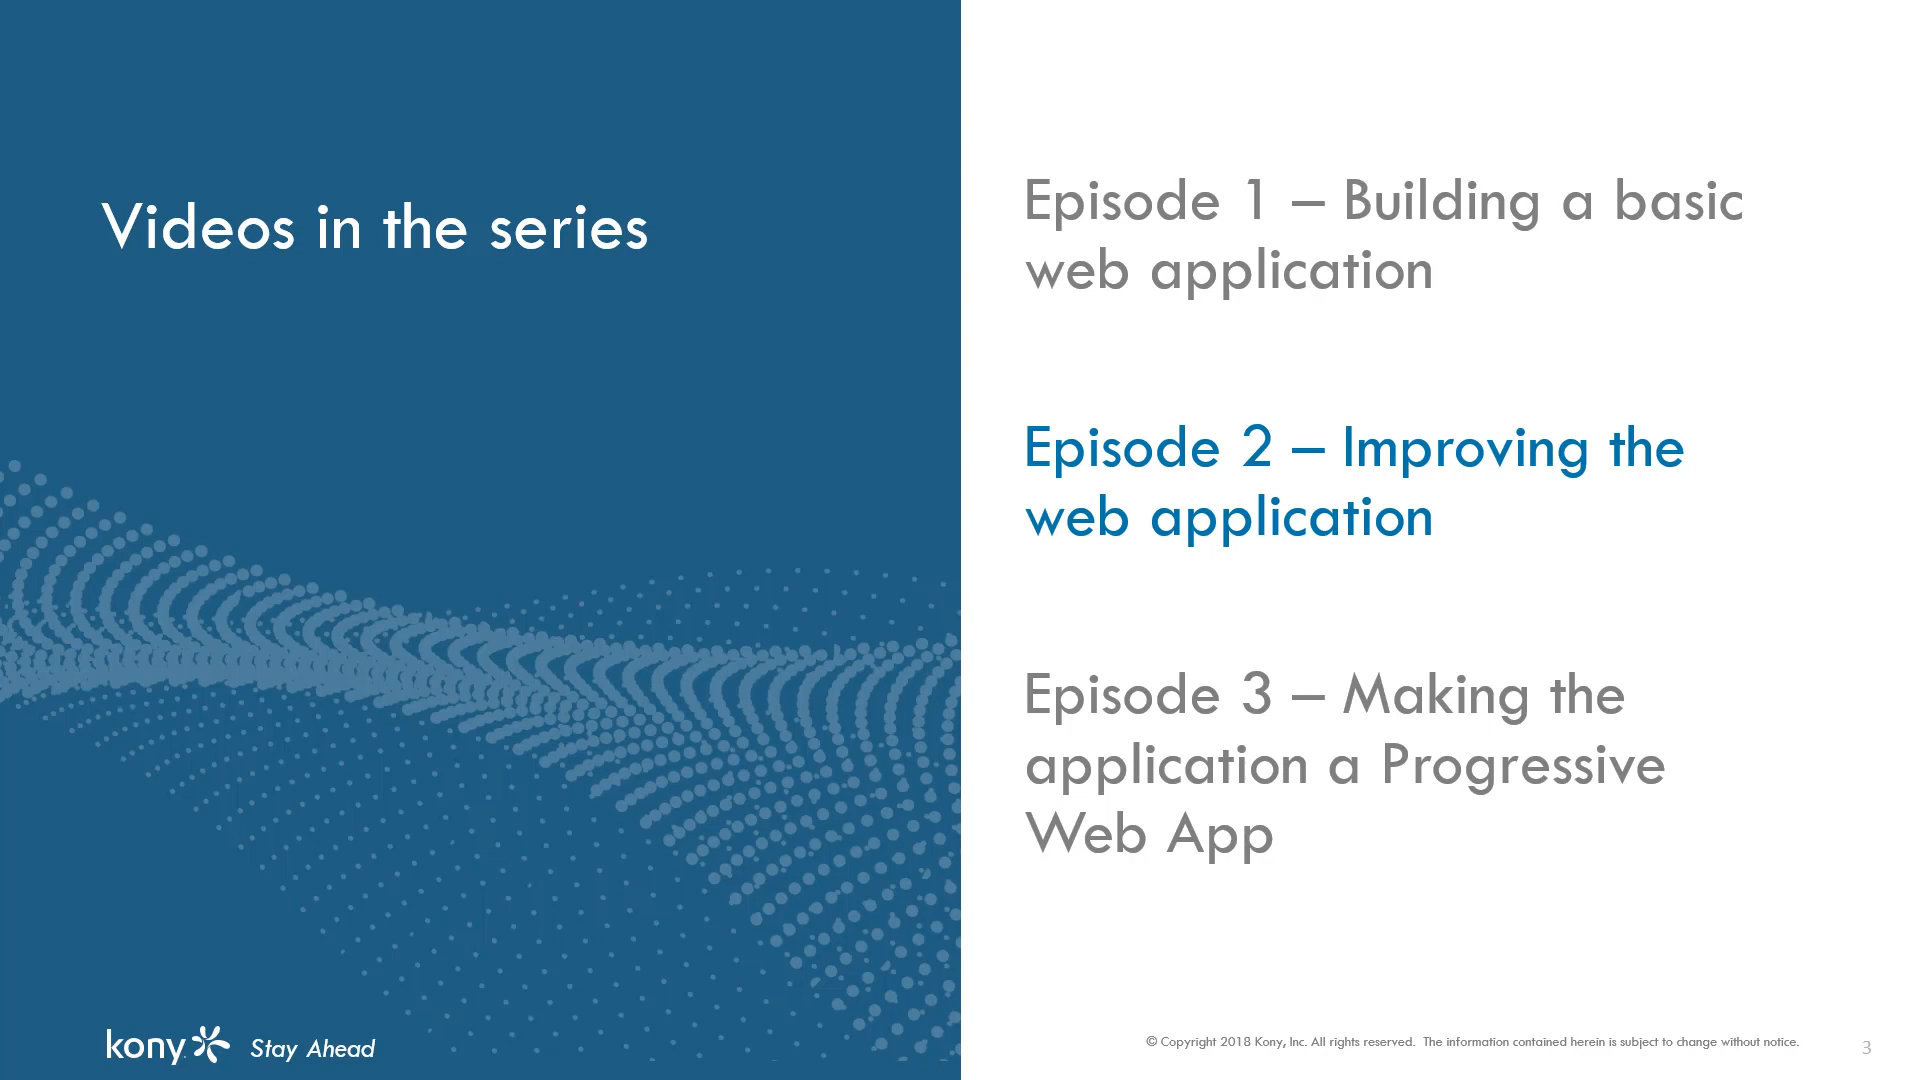 Videos in the series
Episode 1 – Building a basic
web application
Episode 2 – Improving the
web application
Episode 3 – Making the
application a Progressive
Web App
kony Stay Ahead
© Copyright 2018 Kony, Inc. All rights reserved. The information contained herein is subject to change without notice.
3